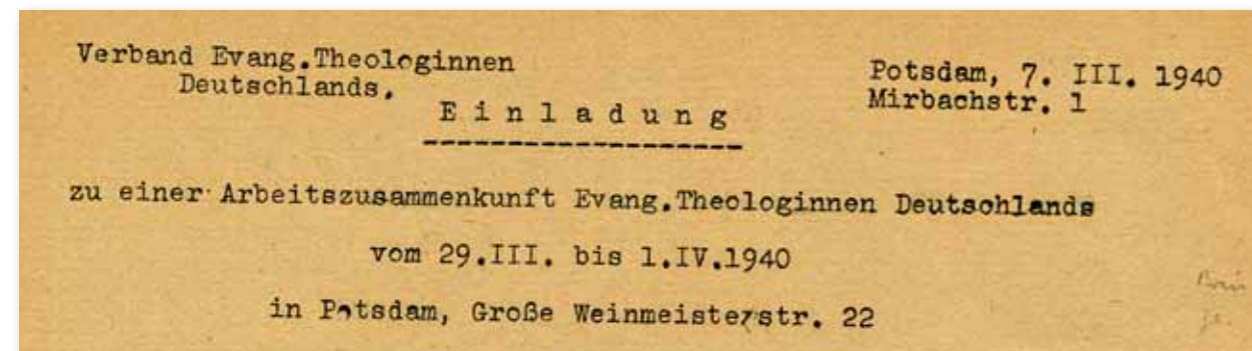 Verband Evang.Theologinnen
Deutschlands.
Potsdam, 7. III. 1940
Mirbachstr. 1
E i n l a d u n g
-------------------
zu einer Arbeitszusammenkunft Evang.Theologinnen Deutschlands
vom 29.III. bis 1.IV.1940
in Potsdam, Große Weinmeisterstr. 22